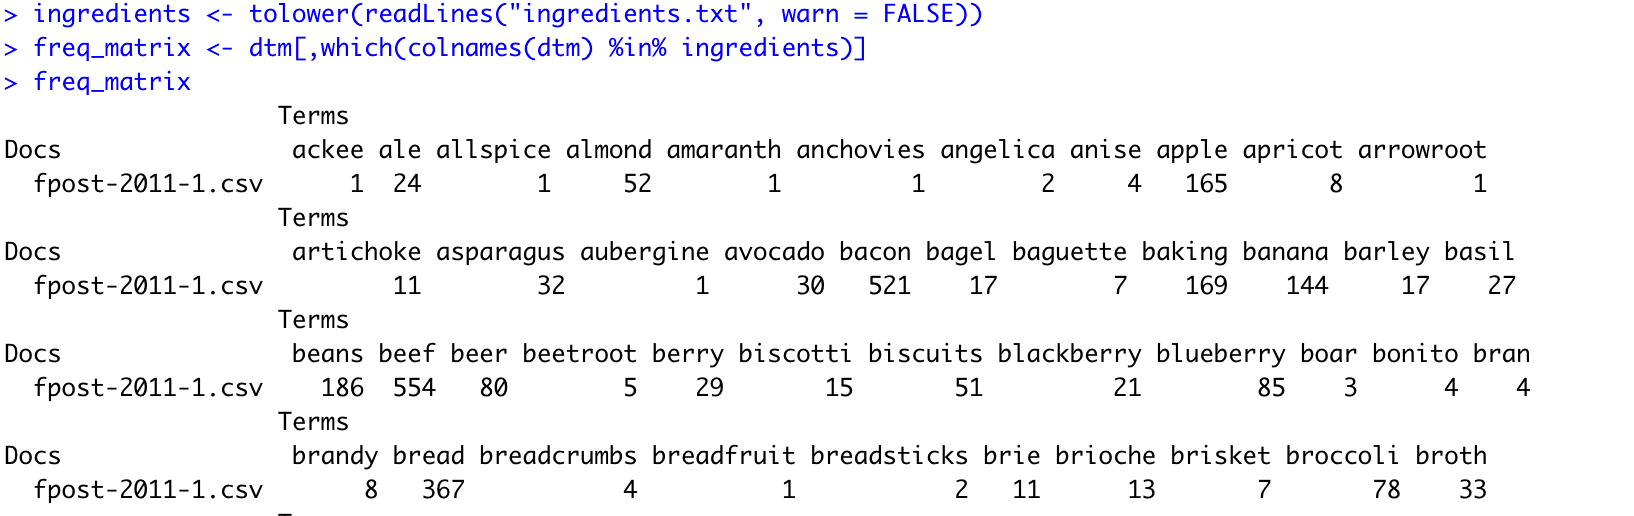 > ingredients <- tolower(readLines("ingredients.txt", warn = FALSE))
> freq_matrix <- dtm[,which(colnames(dtm) %in% ingredients)]
> freq_matrix
Terms
Docs ackee ale allspice almond amaranth anchovies angelica anise apple apricot arrowroot
fpost-2011-1.csv 1 24 1 52 1 1 2 4 165 8 1
Terms
Docs artichoke asparagus aubergine avocado bacon bagel baguette baking banana barley basil
fpost-2011-1.csv 11 32 1 30 521 17 7 169 144 17 27
Terms
Docs beans beef beer beetroot berry biscotti biscuits blackberry blueberry boar bonito bran
fpost-2011-1.csv 186 554 80 5 29 15 51 21 85 3 4 4
Terms
Docs brandy bread breadcrumbs breadfruit breadsticks brie brioche brisket broccoli broth
fpost-2011-1.csv 8 367 4 1 2 11 13 7 78 33